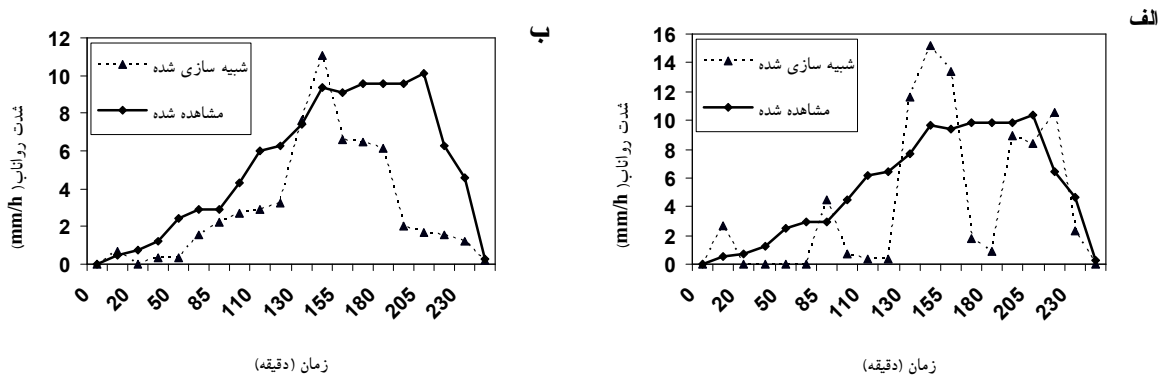 الف
16
14
12
10
8
6
4
2
0
شدت رواناب( mm/h)
شبیه سازی شده
مشاهده شده
0 20 50 85 110 130 155 180 205 230
زمان (دقیقه)
ب
12
10
8
6
4
2
0
شدت رواناب( mm/h)
شبیه سازی شده
مشاهده شده
0 20 50 85 110 130 155 180 205 230
زمان (دقیقه)